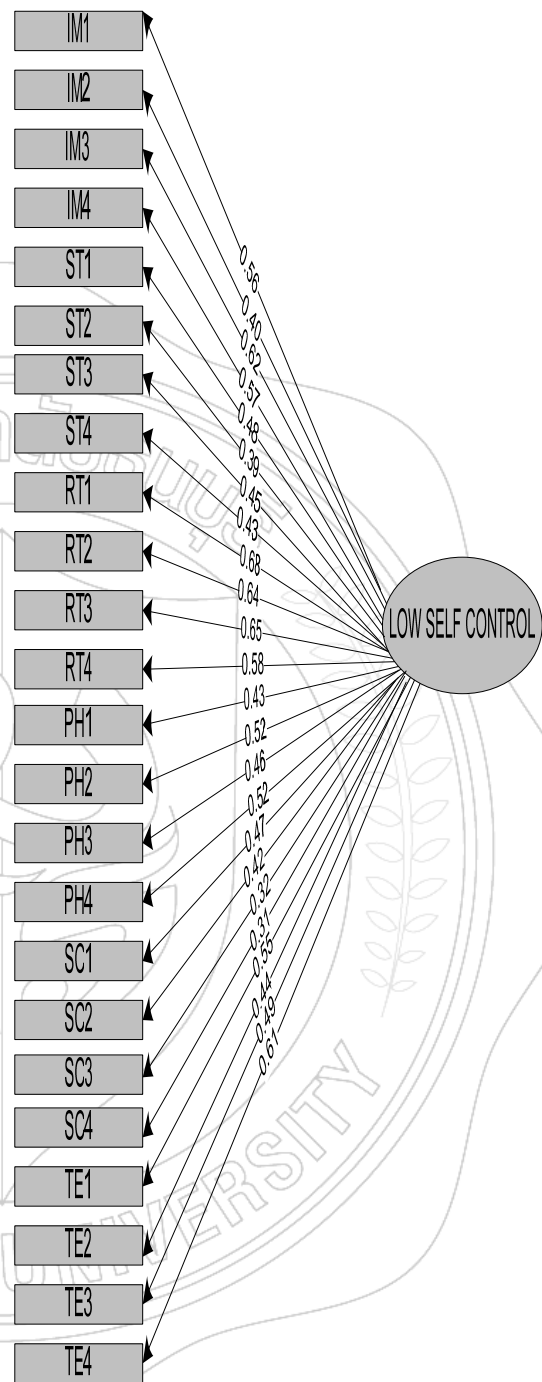 IM1
IM2
IM3
IM4
ST1
ST2
ST3
ST4
RT1
RT2
RT3
RT4
PH1
PH2
PH3
PH4
SC1
SC2
SC3
SC4
TE1
TE2
TE3
TE4
0.56
0.40
0.62
0.57
0.48
0.39
0.45
0.43
0.68
0.64
0.65
0.58
0.43
0.52
0.46
0.52
0.47
0.42
0.32
0.37
0.55
0.44
0.49
0.61
LOW SELF CONTROL
UNIVERSITY